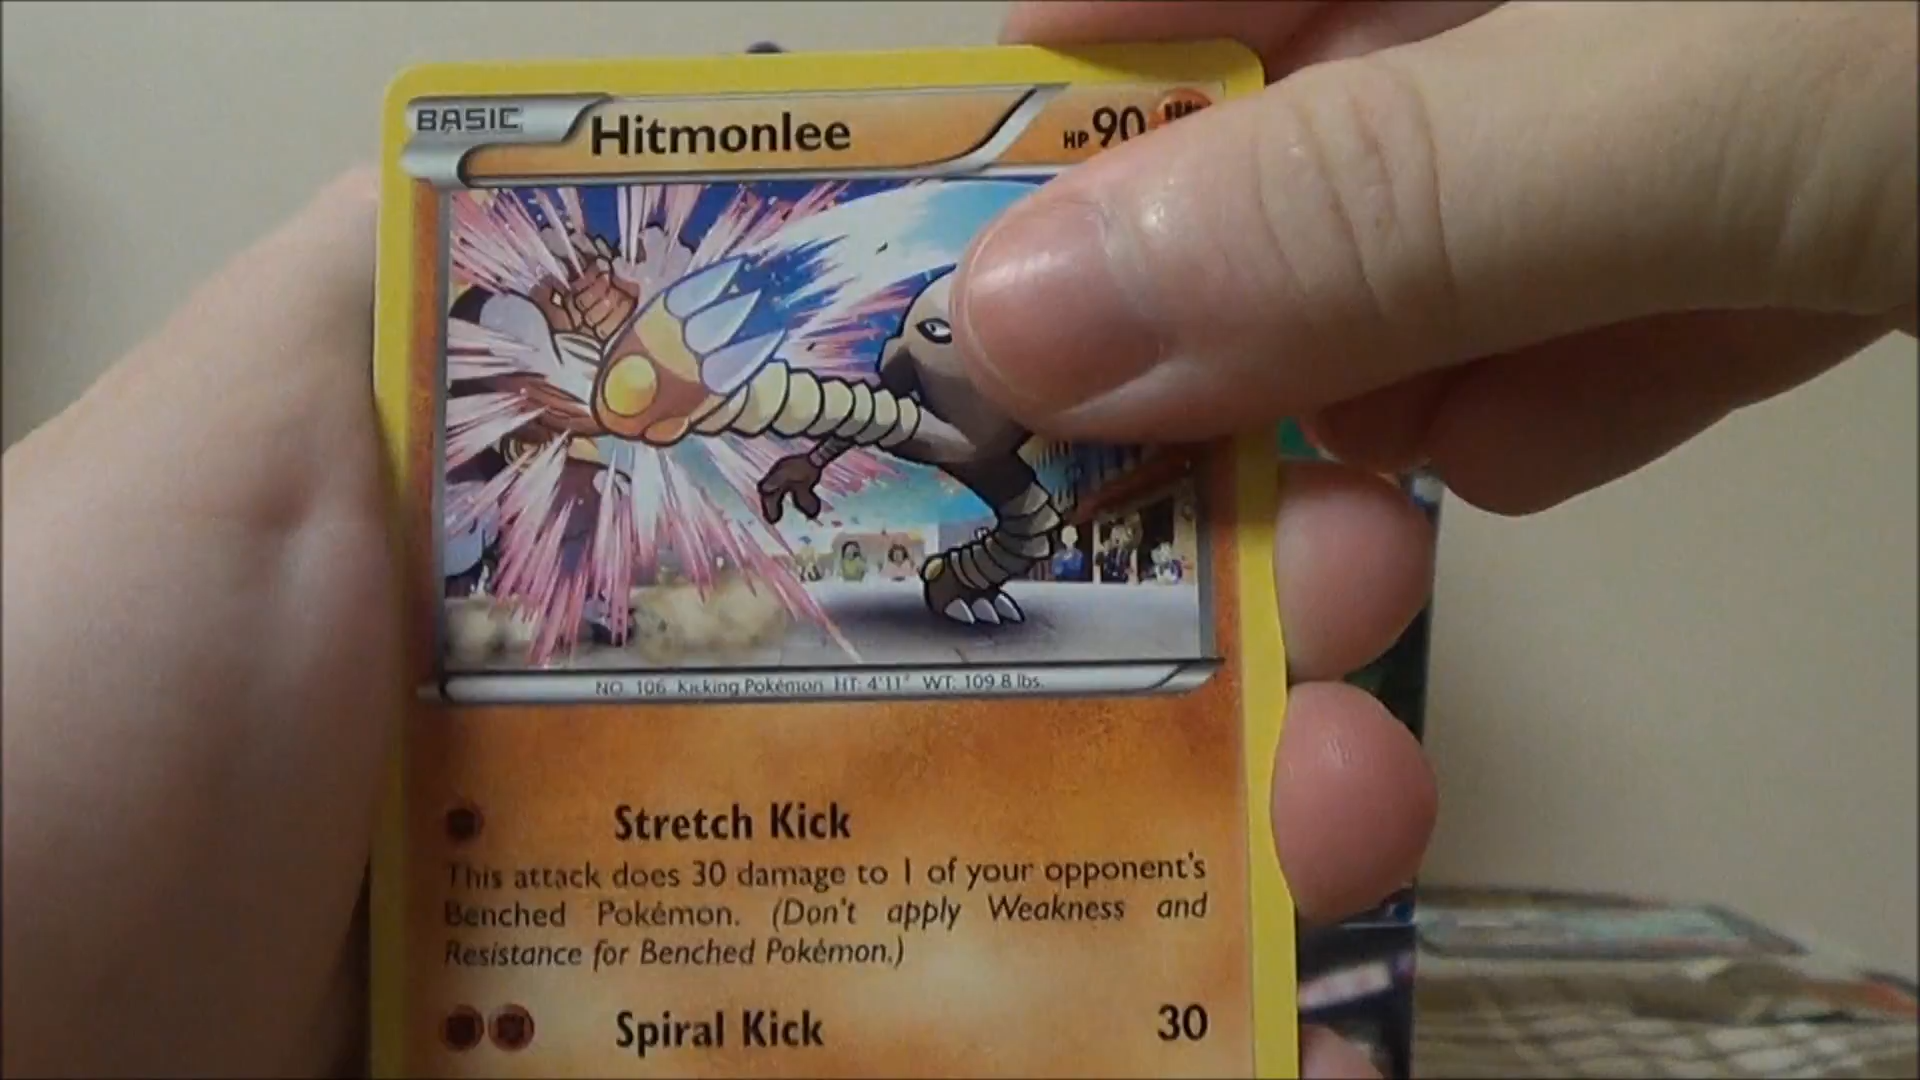 BASIC Hitmonlee HP 90
NO. 106 Kicking Pokémon HT: 4'11" WT: 109.8 lbs.
Stretch Kick
This attack does 30 damage to 1 of your opponent's
Benched Pokémon. (Don't apply Weakness and
Resistance for Benched Pokémon.)
Spiral Kick 30